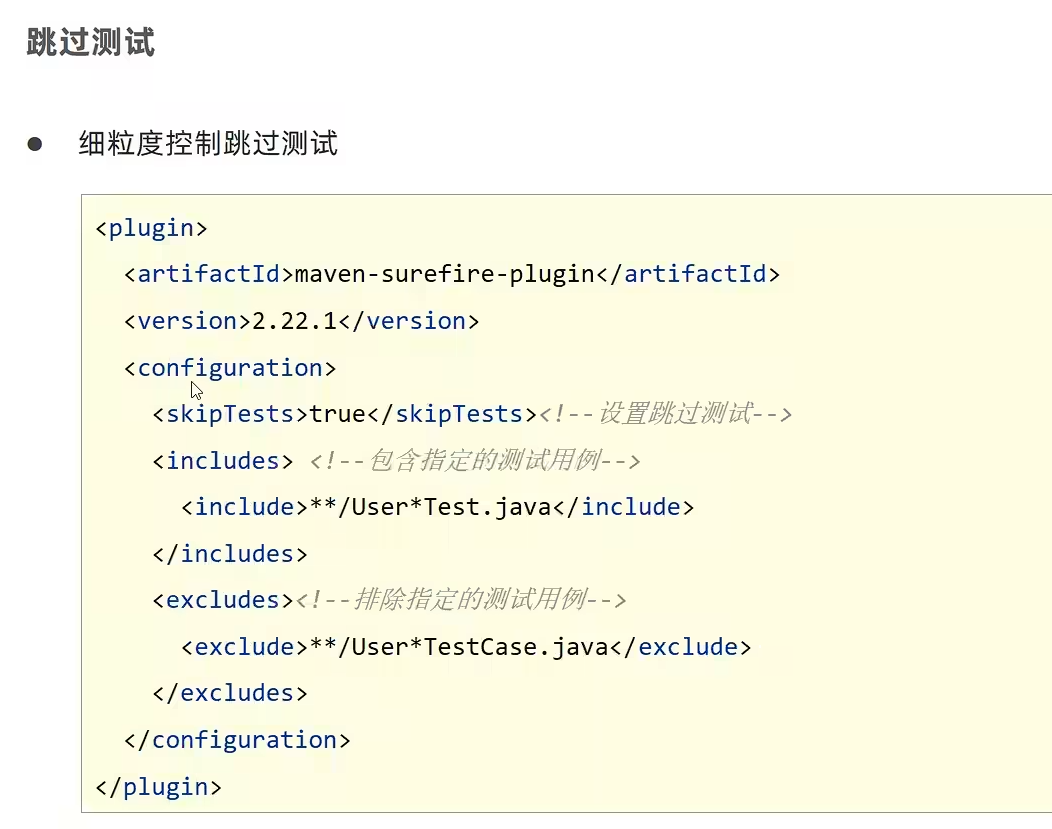 跳过测试
● 细粒度控制跳过测试
<plugin>
  <artifactId>maven-surefire-plugin</artifactId>
  <version>2.22.1</version>
  <configuration>
    <skipTests>true</skipTests><!--设置跳过测试-->
    <includes> <!--包含指定的测试用例-->
      <include>**/User*Test.java</include>
    </includes>
    <excludes><!--排除指定的测试用例-->
      <exclude>**/User*TestCase.java</exclude>
    </excludes>
  </configuration>
</plugin>